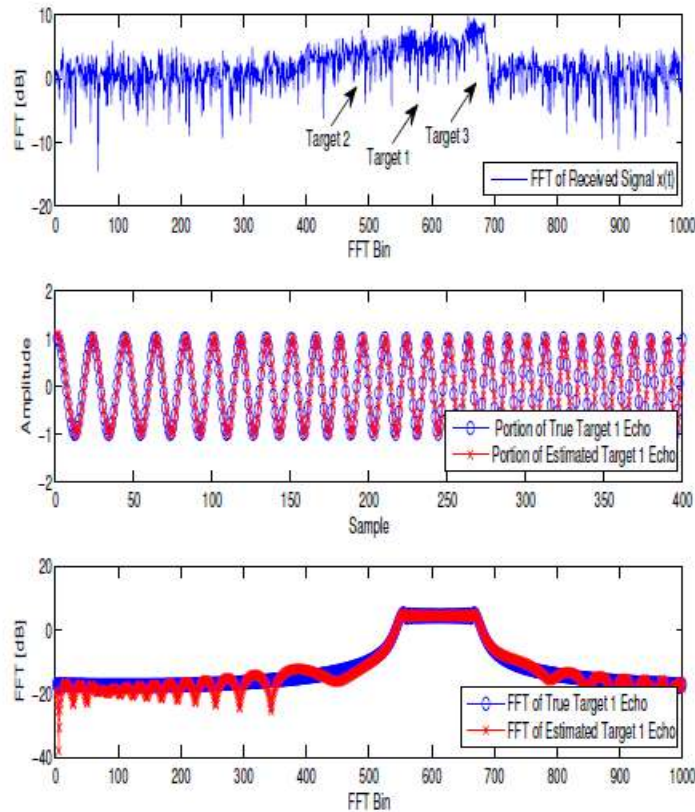 10
0
−10
−20
FFT [dB]
Target 2
Target 1
Target 3
FFT of Received Signal x(t)
0 100 200 300 400 500 600 700 800 900 1000
FFT Bin
2
1
0
−1
−2
Amplitude
Portion of True Target 1 Echo
Portion of Estimated Target 1 Echo
0 50 100 150 200 250 300 350 400
Sample
20
0
−20
−40
FFT [dB]
FFT of True Target 1 Echo
FFT of Estimated Target 1 Echo
0 100 200 300 400 500 600 700 800 900 1000
FFT Bin